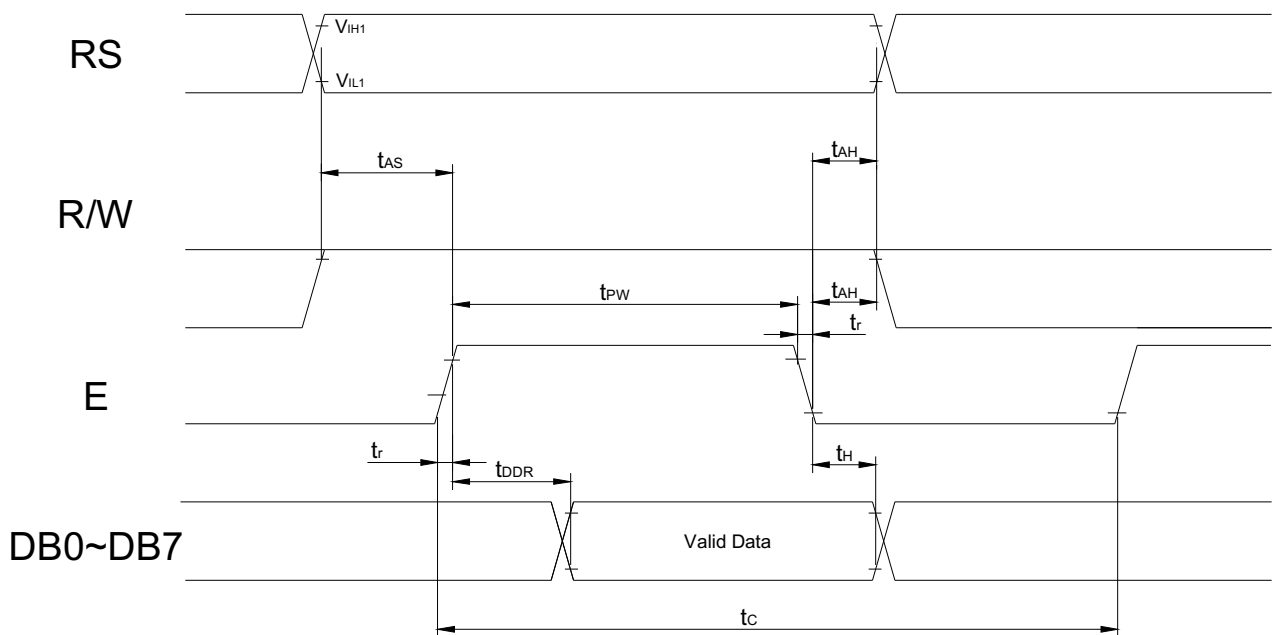 RS
VIH1
VIL1
tAS
tAH
R/W
tPW
tAH
tr
E
tr
tDDR
tH
DB0~DB7
Valid Data
tC